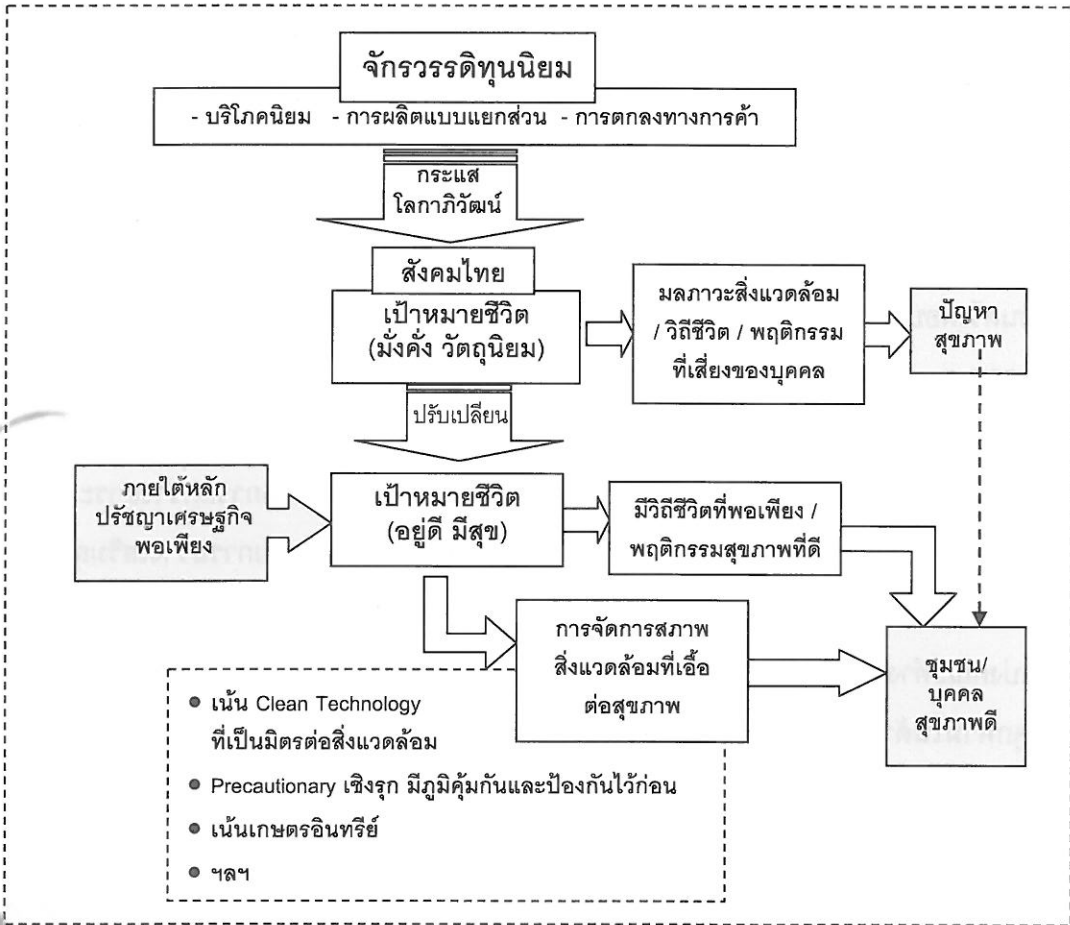 จักรวรรดิทุนนิยม
- บริโภคนิยม - การผลิตแบบแยกส่วน - การตกลงทางการค้า
กระแส
โลกาภิวัฒน์
สังคมไทย
เป้าหมายชีวิต
(มั่งคั่ง วัตถุนิยม)
มลภาวะสิ่งแวดล้อม
/ วิถีชีวิต / พฤติกรรม
ที่เสี่ยงของบุคคล
ปัญหา
สุขภาพ
ปรับเปลี่ยน
ภายใต้หลัก
ปรัชญาเศรษฐกิจ
พอเพียง
เป้าหมายชีวิต
(อยู่ดี มีสุข)
มีวิถีชีวิตที่พอเพียง /
พฤติกรรมสุขภาพที่ดี
การจัดการสภาพ
สิ่งแวดล้อมที่เอื้อ
ต่อสุขภาพ
ชุมชน/
บุคคล
สุขภาพดี
• เน้น Clean Technology
ที่เป็นมิตรต่อสิ่งแวดล้อม
• Precautionary เชิงรุก มีภูมิคุ้มกันและป้องกันไว้ก่อน
• เน้นเกษตรอินทรีย์
• ฯลฯ